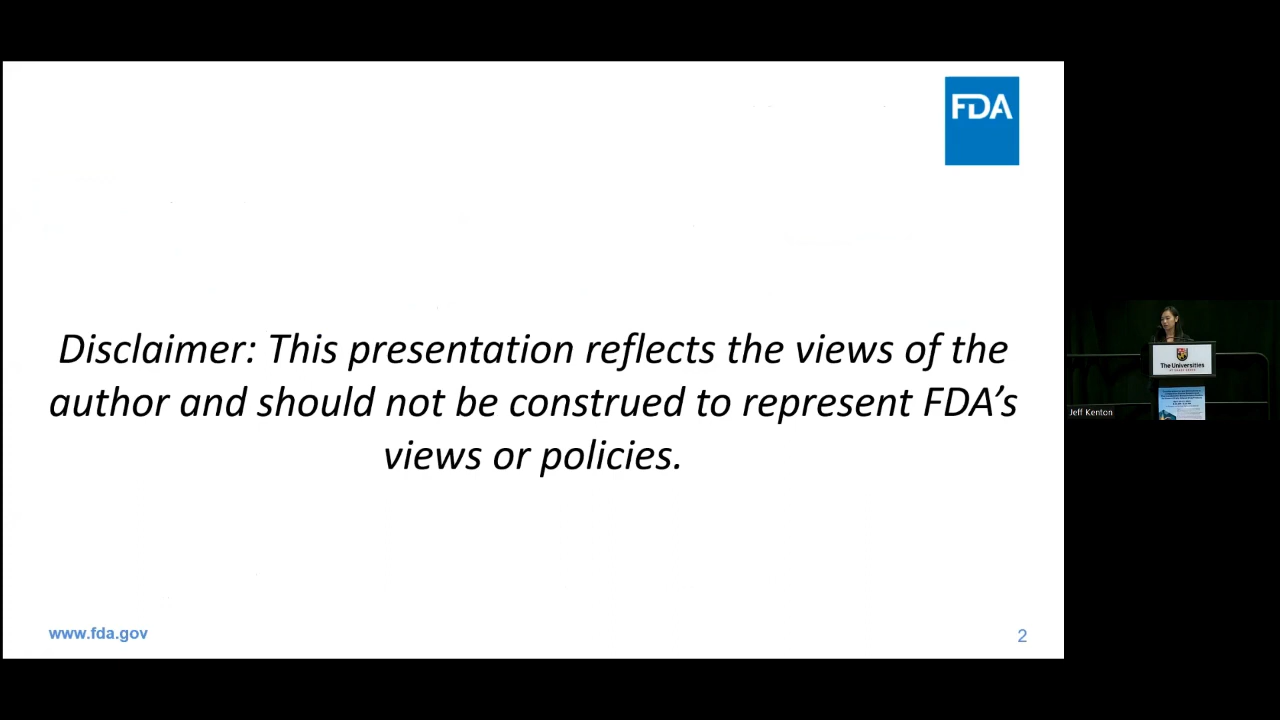 FDA
Disclaimer: This presentation reflects the views of the
author and should not be construed to represent FDA's
views or policies.
www.fda.gov
2
The Universities
Jeff Kenton